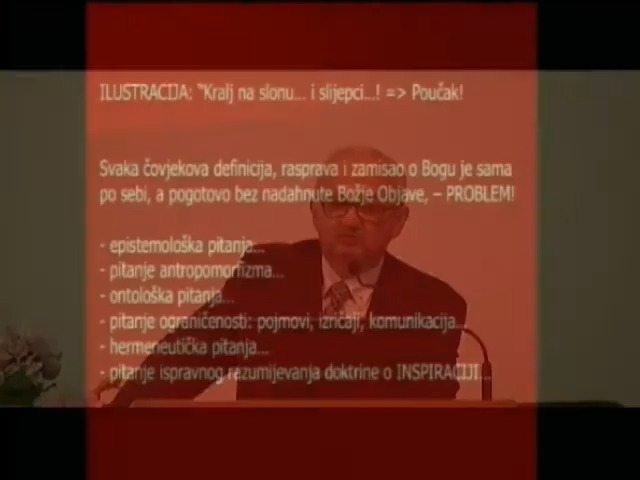 ILUSTRACIJA: "Kralj na slonu... i slijepci...! => Poučak!
Svaka čovjekova definicija, rasprava i zamisao o Bogu je sama
po sebi, a pogotovo bez nadahnute Božje Objave, – PROBLEM!
- epistemološka pitanja...
- pitanje antropomorfizma...
- ontološka pitanja...
- pitanje ograničenosti: pojmovi, izričaji, komunikacija...
- hermeneutička pitanja...
- pitanje ispravnog razumijevanja doktrine o INSPIRACIJI...